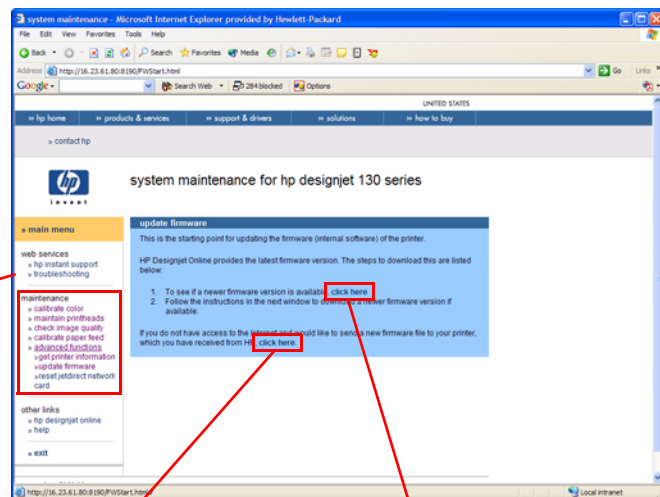 system maintenance - Microsoft Internet Explorer provided by Hewlett-Packard
File Edit View Favorites Tools Help
Back Search Favorites Media
Address http://16.23.61.80:8190/FWStart.html Go Links »
Google Search Web 284 blocked Options
UNITED STATES
» hp home » products & services » support & drivers » solutions » how to buy
» contact hp
hp
invent
system maintenance for hp designjet 130 series
» main menu
web services
» hp instant support
» troubleshooting
maintenance
» calibrate color
» maintain printheads
» check image quality
» calibrate paper feed
» advanced functions
»get printer information
»update firmware
»reset jetdirect network
card
other links
» hp designjet online
» help
» exit
update firmware
This is the starting point for updating the firmware (internal software) of the printer.
HP Designjet Online provides the latest firmware version. The steps to download this are listed
below:
1. To see if a newer firmware version is available, click here
2. Follow the instructions in the next window to download a newer firmware version if
available.
If you do not have access to the Internet and would like to send a new firmware file to your printer,
which you have received from HP, click here.
http://16.23.61.80:8190/FWStart.html
Local intranet